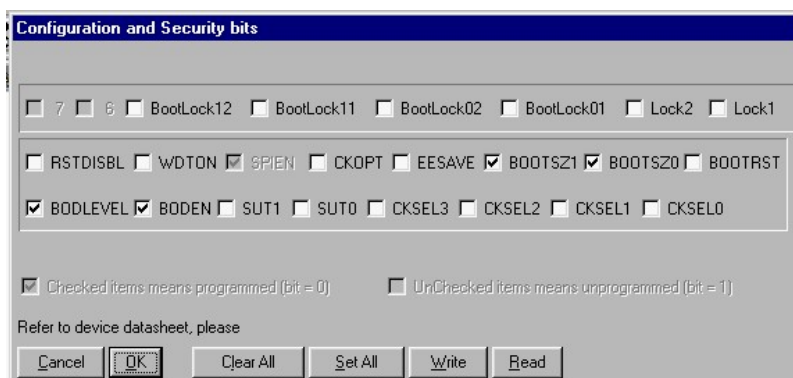 Configuration and Security bits
7 6 BootLock12 BootLock11 BootLock02 BootLock01 Lock2 Lock1
RSTDISBL WDTON SPIEN CKOPT EESAVE BOOTSZ1 BOOTSZ0 BOOTRST
BODLEVEL BODEN SUT1 SUT0 CKSEL3 CKSEL2 CKSEL1 CKSEL0
Checked items means programmed (bit = 0) UnChecked items means unprogrammed (bit = 1)
Refer to device datasheet, please
Cancel OK Clear All Set All Write Read